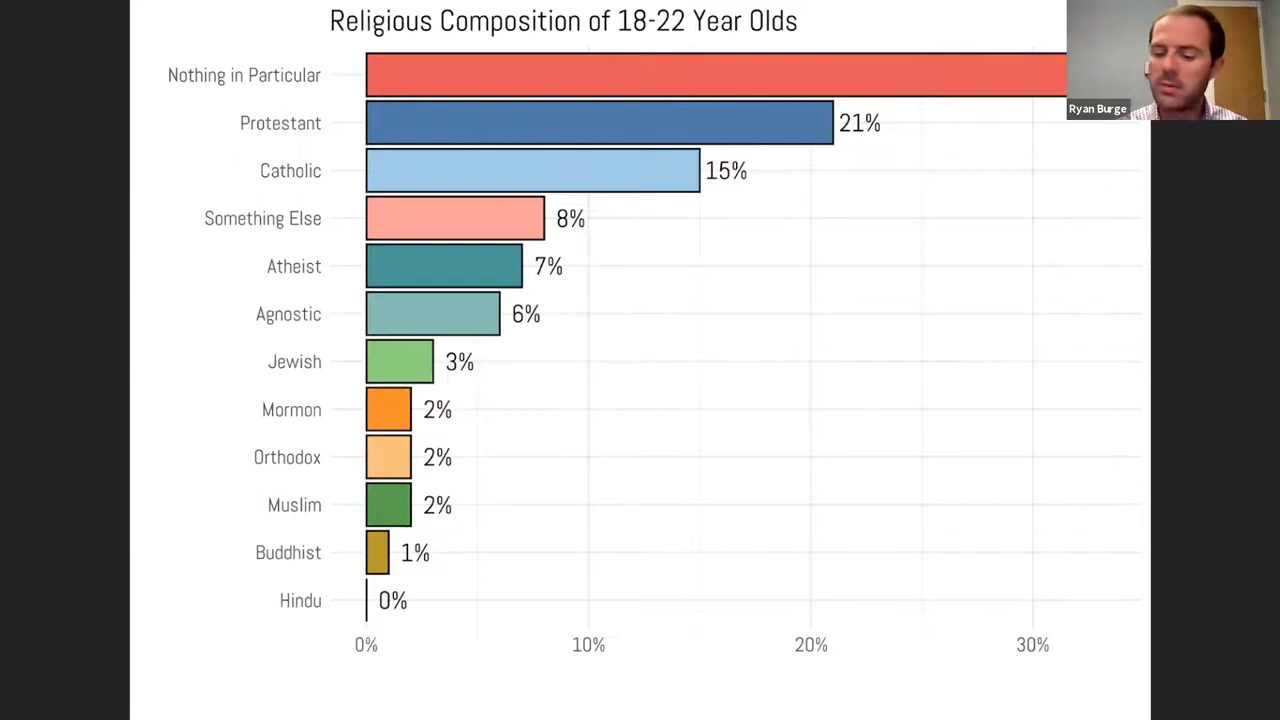 Religious Composition of 18-22 Year Olds
Ryan Burge
Nothing in Particular
Protestant 21%
Catholic 15%
Something Else 8%
Atheist 7%
Agnostic 6%
Jewish 3%
Mormon 2%
Orthodox 2%
Muslim 2%
Buddhist 1%
Hindu 0%
0% 10% 20% 30%